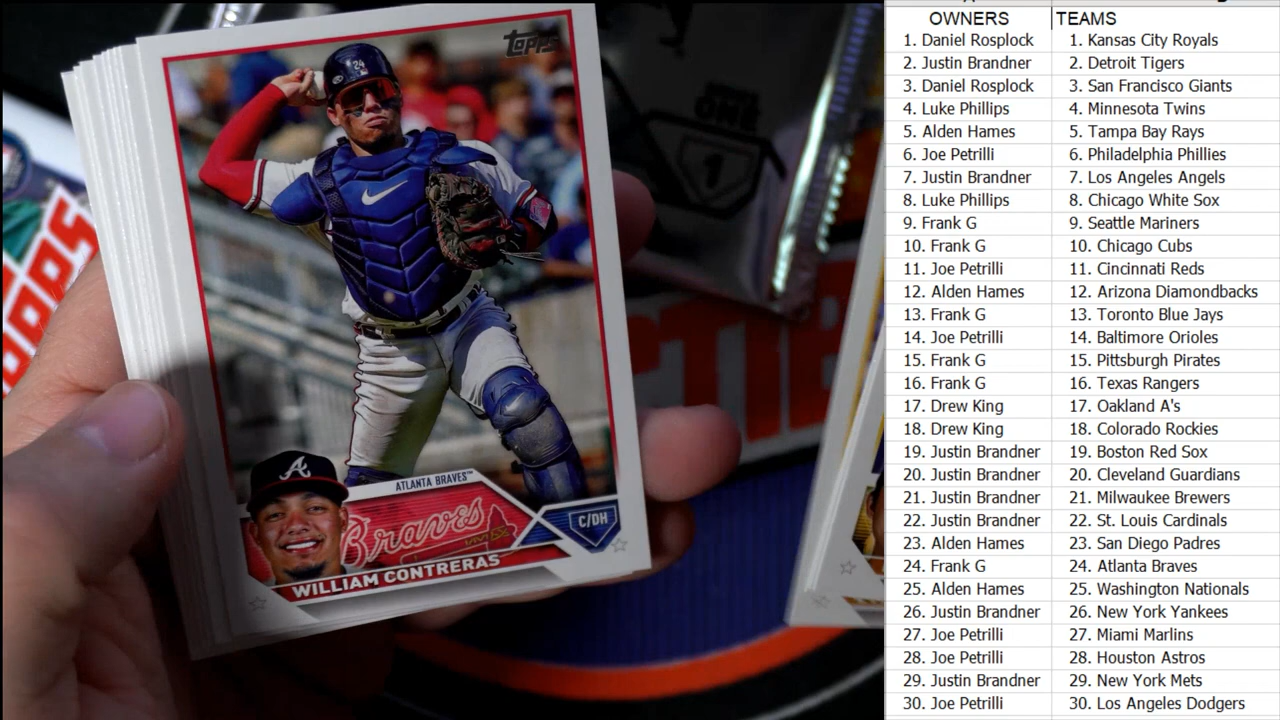 Topps
24
ONE
1
TOPPS
A
ATLANTA BRAVES™
Braves
C/DH
WILLIAM CONTRERAS
OWNERS TEAMS
1. Daniel Rosplock 1. Kansas City Royals
2. Justin Brandner 2. Detroit Tigers
3. Daniel Rosplock 3. San Francisco Giants
4. Luke Phillips 4. Minnesota Twins
5. Alden Hames 5. Tampa Bay Rays
6. Joe Petrilli 6. Philadelphia Phillies
7. Justin Brandner 7. Los Angeles Angels
8. Luke Phillips 8. Chicago White Sox
9. Frank G 9. Seattle Mariners
10. Frank G 10. Chicago Cubs
11. Joe Petrilli 11. Cincinnati Reds
12. Alden Hames 12. Arizona Diamondbacks
13. Frank G 13. Toronto Blue Jays
14. Joe Petrilli 14. Baltimore Orioles
15. Frank G 15. Pittsburgh Pirates
16. Frank G 16. Texas Rangers
17. Drew King 17. Oakland A's
18. Drew King 18. Colorado Rockies
19. Justin Brandner 19. Boston Red Sox
20. Justin Brandner 20. Cleveland Guardians
21. Justin Brandner 21. Milwaukee Brewers
22. Justin Brandner 22. St. Louis Cardinals
23. Alden Hames 23. San Diego Padres
24. Frank G 24. Atlanta Braves
25. Alden Hames 25. Washington Nationals
26. Justin Brandner 26. New York Yankees
27. Joe Petrilli 27. Miami Marlins
28. Joe Petrilli 28. Houston Astros
29. Justin Brandner 29. New York Mets
30. Joe Petrilli 30. Los Angeles Dodgers